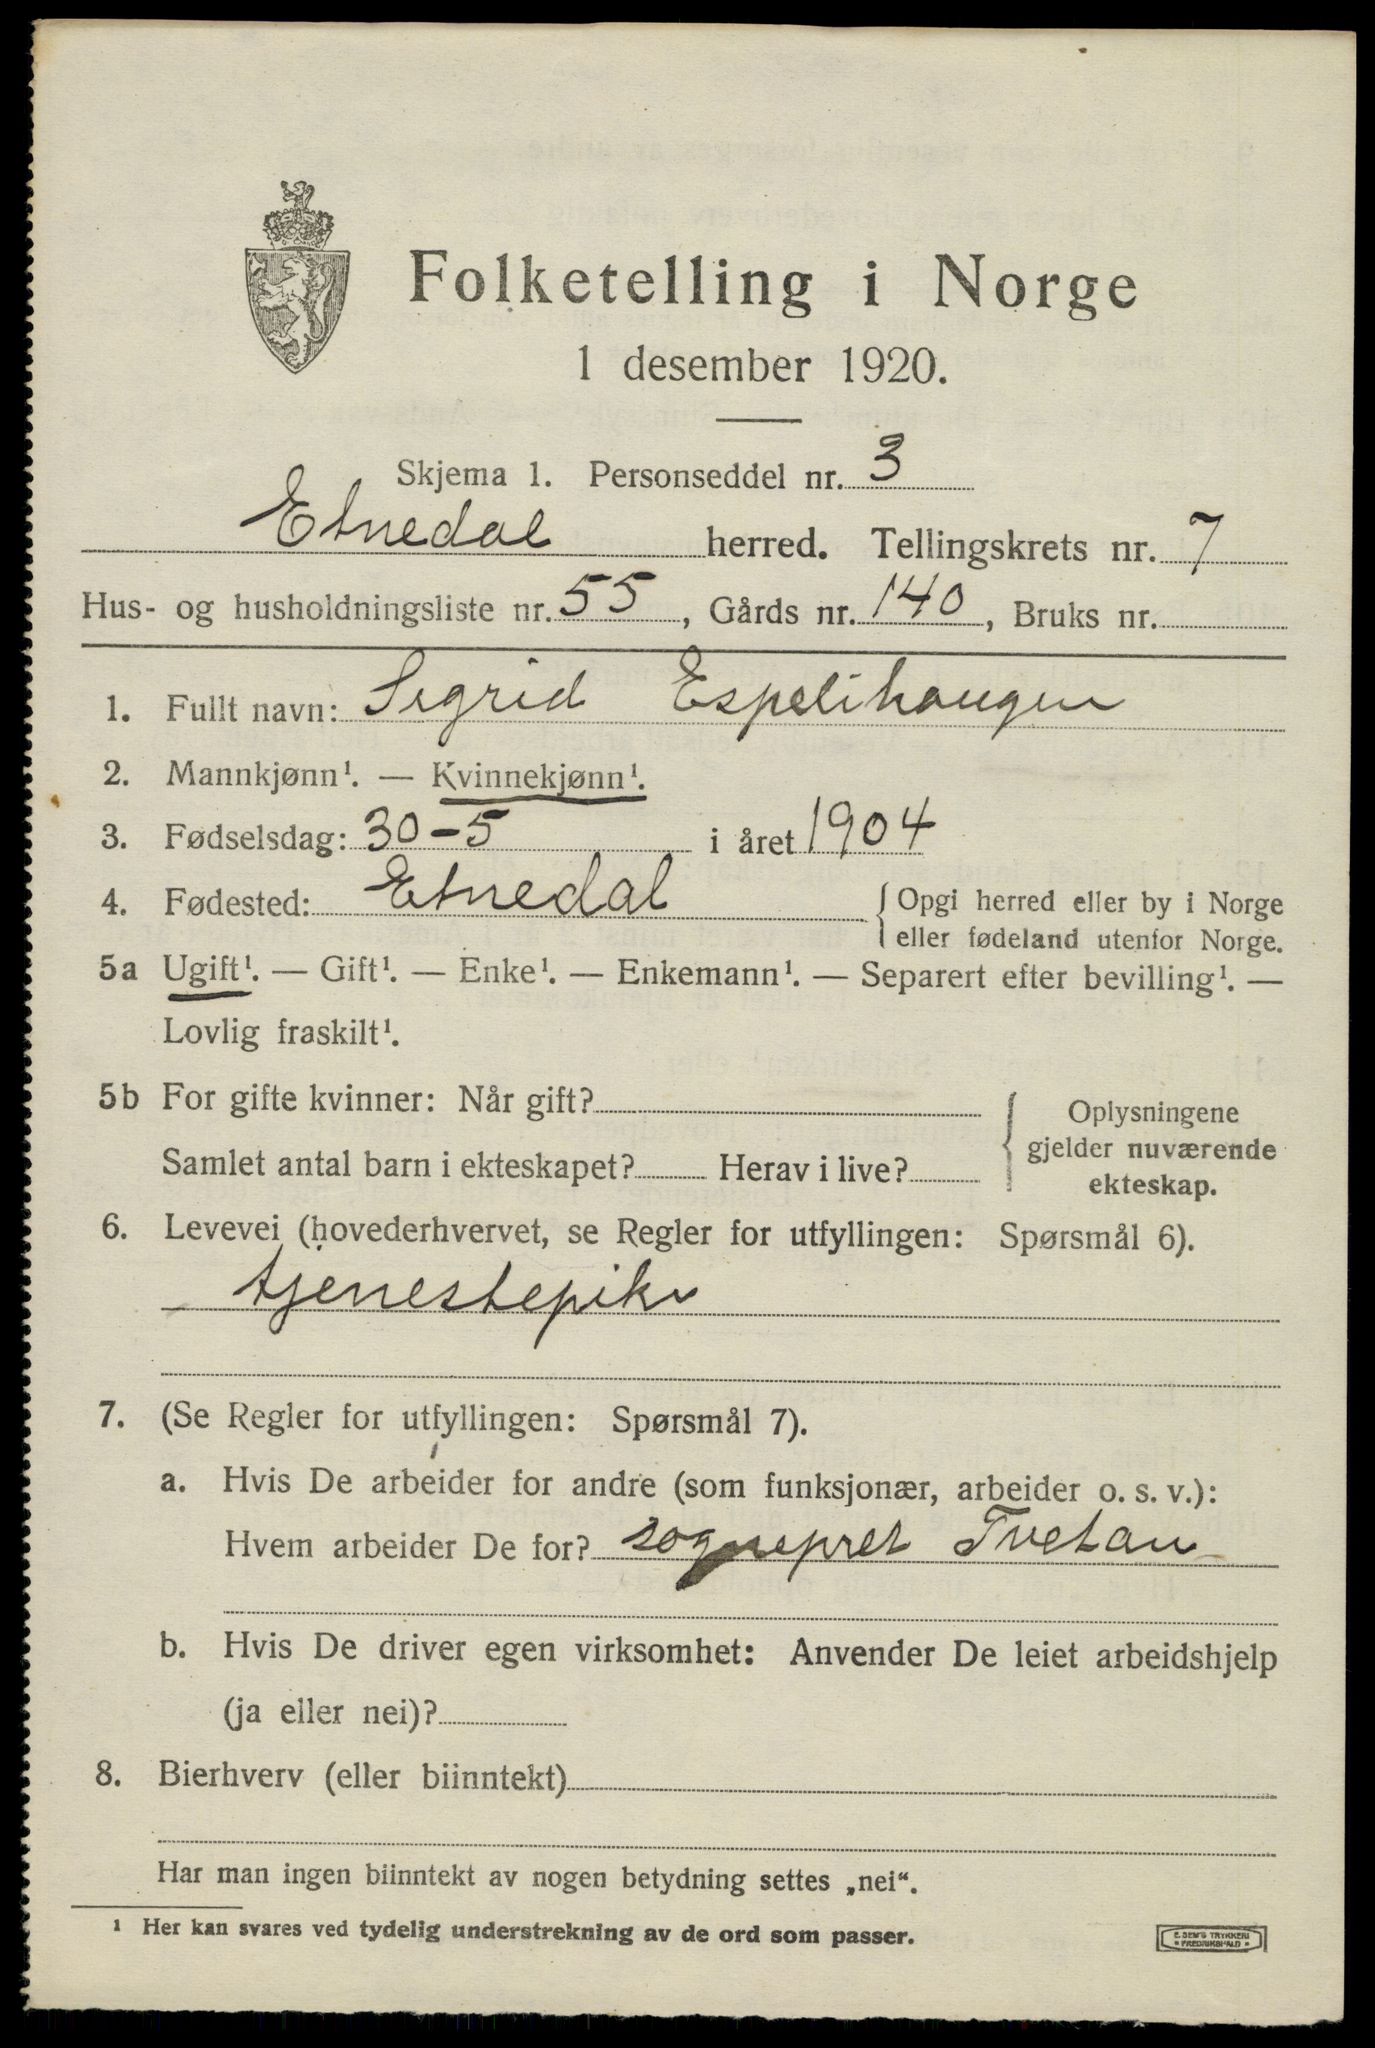 Folketelling i Norge
1 desember 1920.
Skjema 1. Personseddel nr. 3
Etnedal herred. Tellingskrets nr. 7
Hus- og husholdningsliste nr. 55, Gårds nr. 140, Bruks nr.
1. Fullt navn: Sigrid Espelihaugen
2. Mannkjønn¹. — Kvinnekjønn¹.
3. Fødselsdag: 30-5 i året 1904
4. Fødested: Etnedal { Opgi herred eller by i Norge
eller fødeland utenfor Norge.
5a Ugift¹. — Gift¹. — Enke¹. — Enkemann¹. — Separert efter bevilling¹. —
Lovlig fraskilt¹.
5b For gifte kvinner: Når gift? { Oplysningene
gjelder nuværende
ekteskap.
Samlet antal barn i ekteskapet? Herav i live?
6. Levevei (hovederhvervet, se Regler for utfyllingen: Spørsmål 6).
tjenestepike
7. (Se Regler for utfyllingen: Spørsmål 7).
a. Hvis De arbeider for andre (som funksjonær, arbeider o. s. v.):
Hvem arbeider De for? sognepret Tvetan
b. Hvis De driver egen virksomhet: Anvender De leiet arbeidshjelp
(ja eller nei)?
8. Bierhverv (eller biinntekt)
Har man ingen biinntekt av nogen betydning settes „nei“.
¹ Her kan svares ved tydelig understrekning av de ord som passer.
E. SEM'S TRYKKERI
• FREDRIKSHALD •